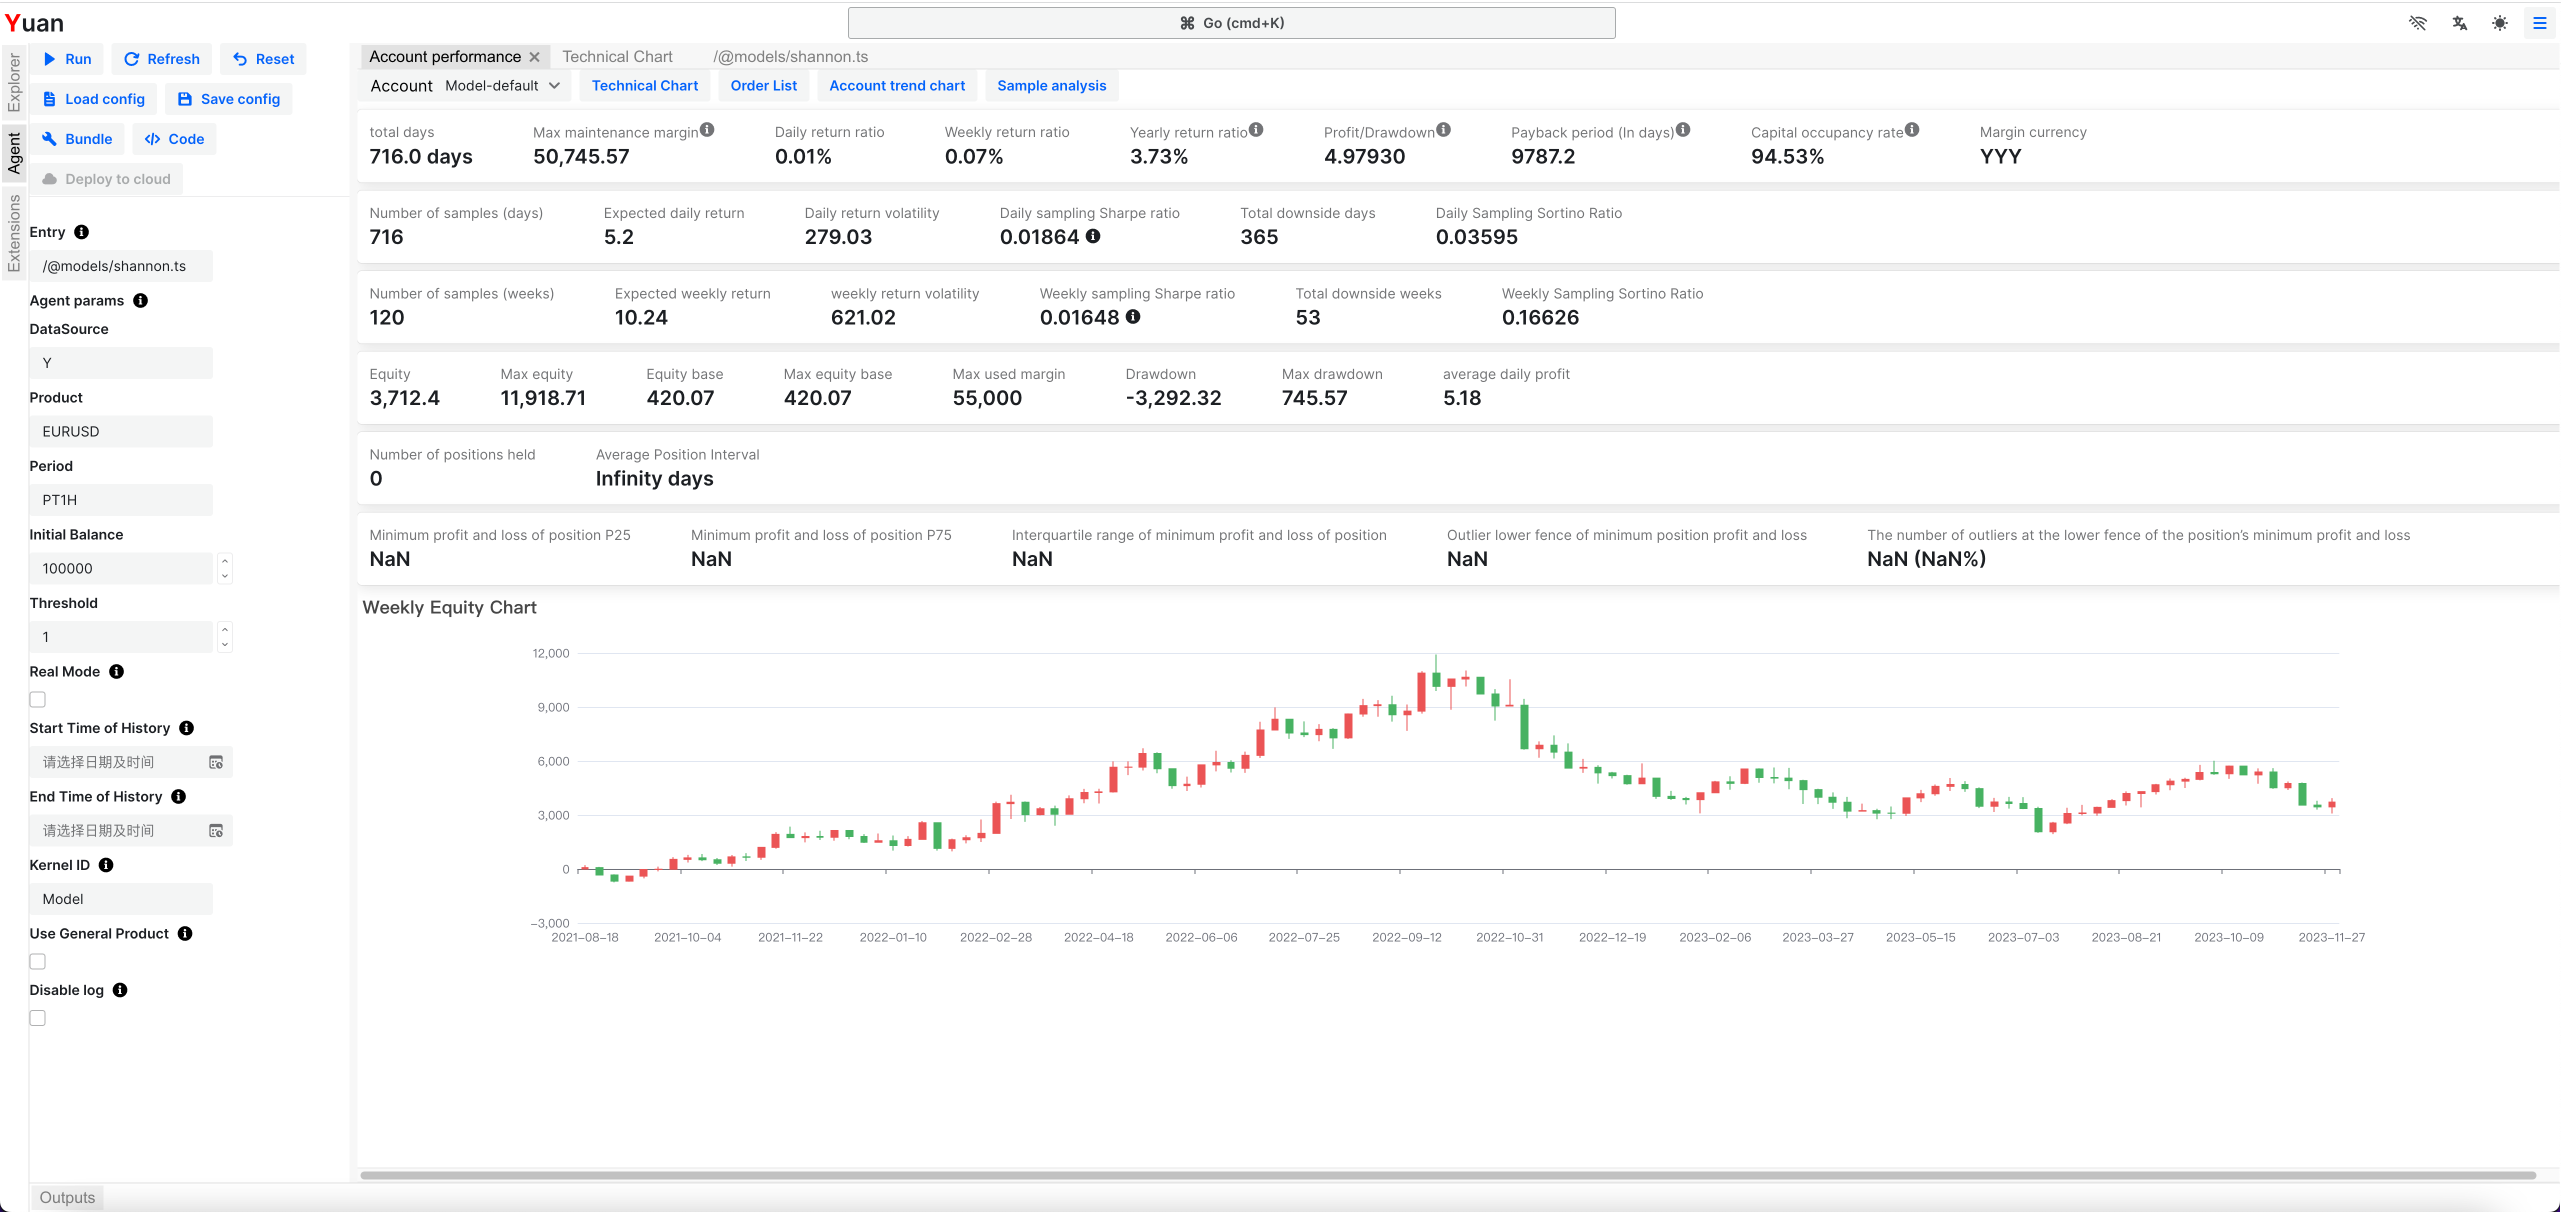 Yuan
⌘ Go (cmd+K)
Explorer
Agent
Extensions
Run Refresh Reset
Load config Save config
Bundle Code
Deploy to cloud
Entry
/@models/shannon.ts
Agent params
DataSource
Y
Product
EURUSD
Period
PT1H
Initial Balance
100000
Threshold
1
Real Mode
Start Time of History
请选择日期及时间
End Time of History
请选择日期及时间
Kernel ID
Model
Use General Product
Disable log
Account performance Technical Chart /@models/shannon.ts
Account Model-default Technical Chart Order List Account trend chart Sample analysis
total days Max maintenance margin Daily return ratio Weekly return ratio Yearly return ratio Profit/Drawdown Payback period (In days) Capital occupancy rate Margin currency
716.0 days 50,745.57 0.01% 0.07% 3.73% 4.97930 9787.2 94.53% YYY
Number of samples (days) Expected daily return Daily return volatility Daily sampling Sharpe ratio Total downside days Daily Sampling Sortino Ratio
716 5.2 279.03 0.01864 365 0.03595
Number of samples (weeks) Expected weekly return weekly return volatility Weekly sampling Sharpe ratio Total downside weeks Weekly Sampling Sortino Ratio
120 10.24 621.02 0.01648 53 0.16626
Equity Max equity Equity base Max equity base Max used margin Drawdown Max drawdown average daily profit
3,712.4 11,918.71 420.07 420.07 55,000 -3,292.32 745.57 5.18
Number of positions held Average Position Interval
0 Infinity days
Minimum profit and loss of position P25 Minimum profit and loss of position P75 Interquartile range of minimum profit and loss of position Outlier lower fence of minimum position profit and loss The number of outliers at the lower fence of the position's minimum profit and loss
NaN NaN NaN NaN NaN (NaN%)
Weekly Equity Chart
12,000
9,000
6,000
3,000
0
-3,000
2021-08-18 2021-10-04 2021-11-22 2022-01-10 2022-02-28 2022-04-18 2022-06-06 2022-07-25 2022-09-12 2022-10-31 2022-12-19 2023-02-06 2023-03-27 2023-05-15 2023-07-03 2023-08-21 2023-10-09 2023-11-27
Outputs